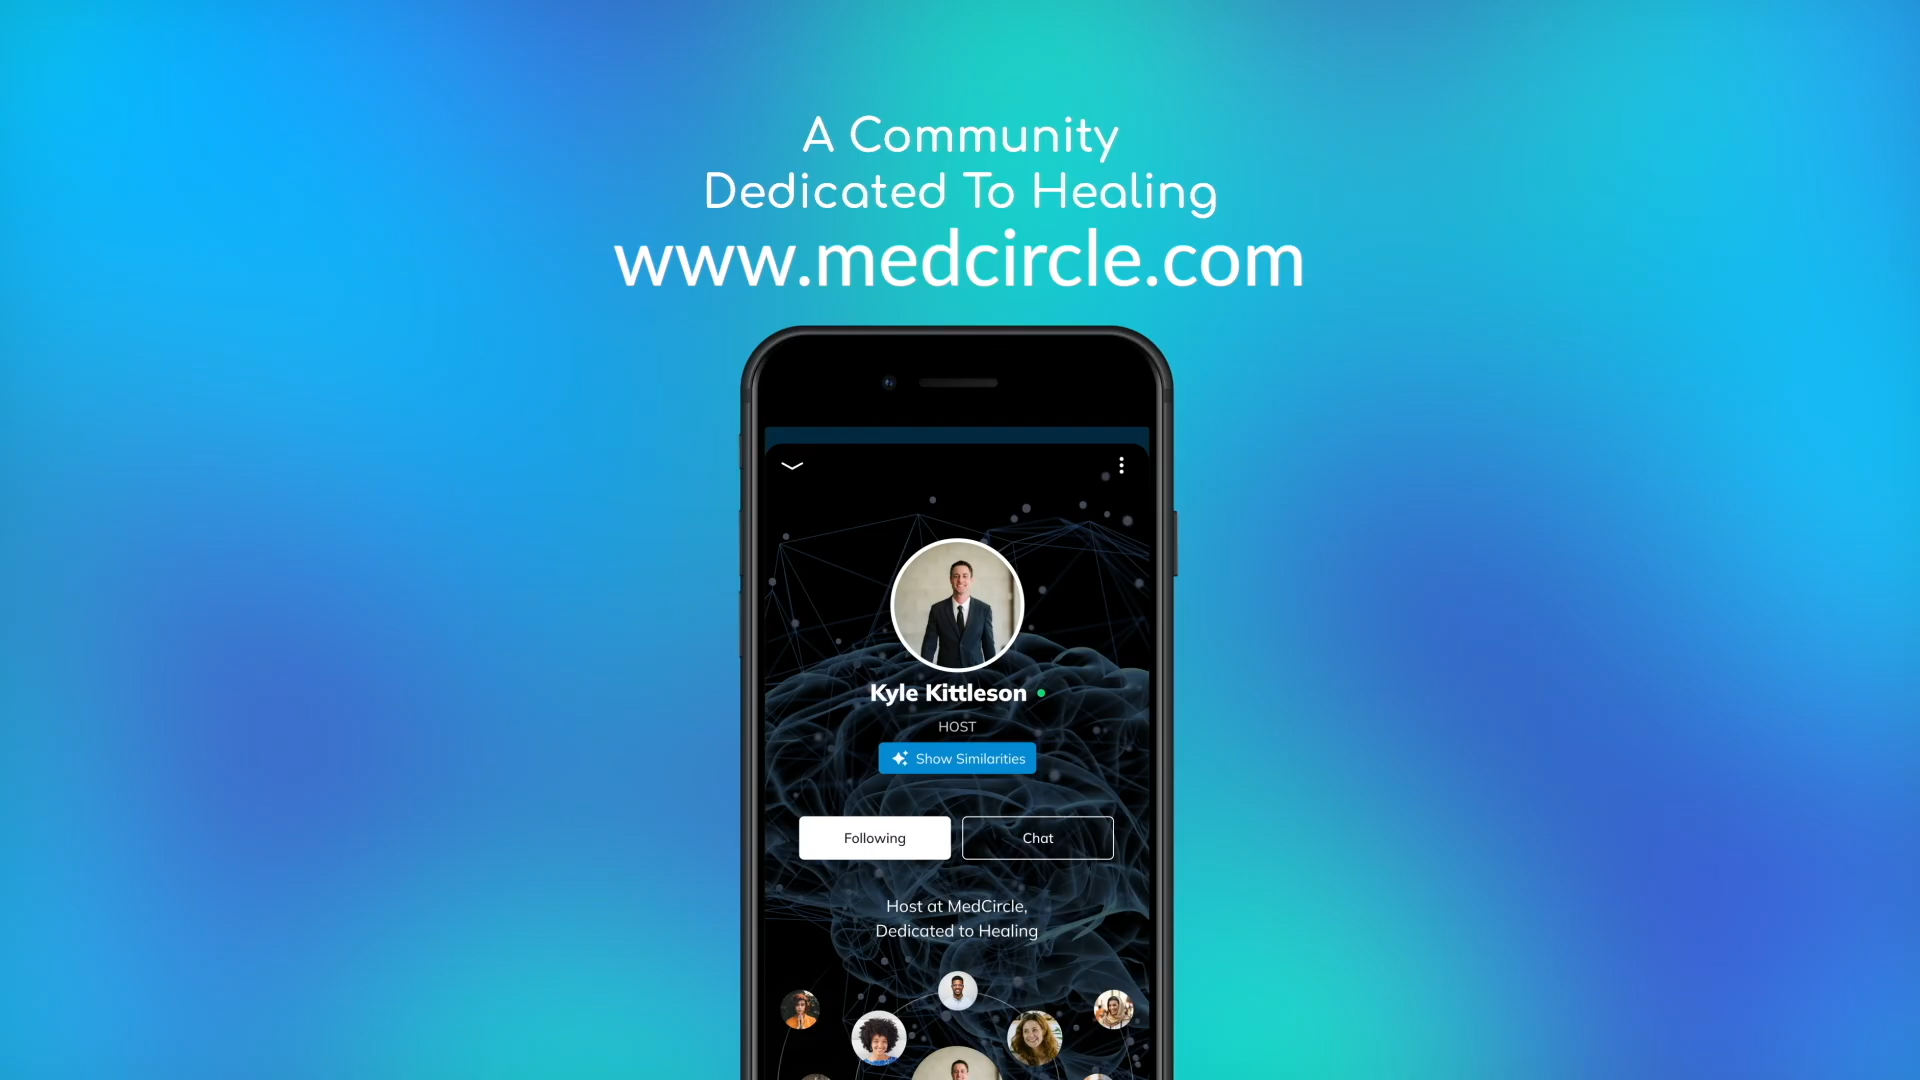 A Community
Dedicated To Healing
www.medcircle.com
Kyle Kittleson
HOST
Show Similarities
Following
Chat
Host at MedCircle,
Dedicated to Healing